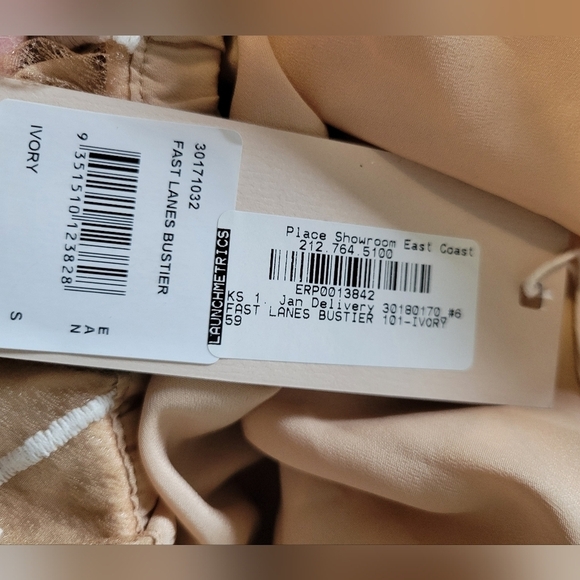 30171032
FAST LANES BUSTIER
9 351510 123828
IVORY
EAN
S
LAUNCHMETRICS
Place Showroom East Coast
212.764.5100
ERP0013842
KS 1. Jan Delivery 30180170 #6
FAST LANES BUSTIER 101-IVORY
59